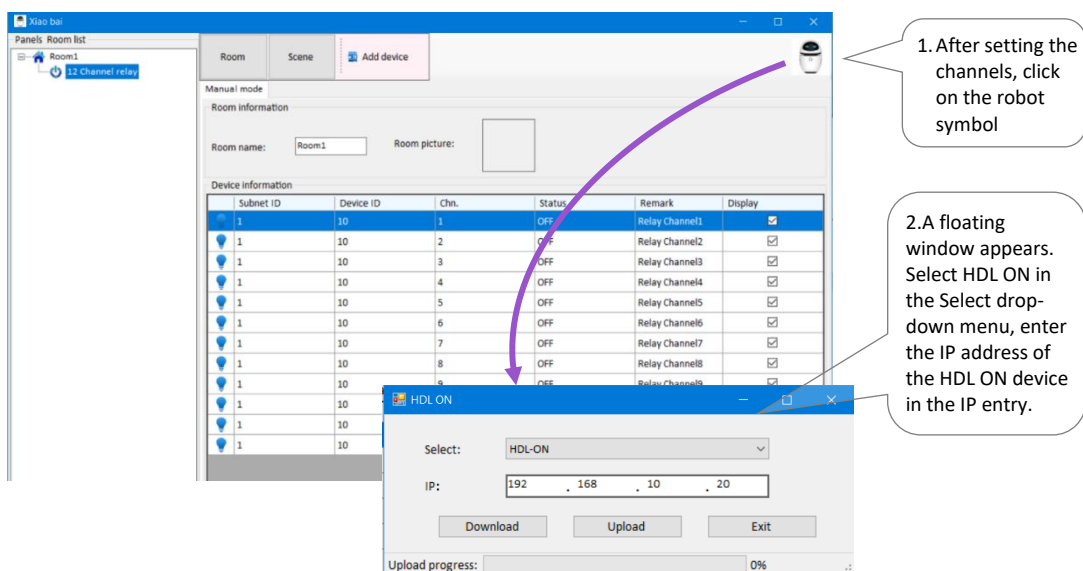 Xiao bai
Panels Room list
Room1
12 Channel relay
Room Scene Add device
Manual mode
Room information
Room name: Room1 Room picture:
Device information
Subnet ID Device ID Chn. Status Remark Display
1 10 1 OFF Relay Channel1
1 10 2 OFF Relay Channel2
1 10 3 OFF Relay Channel3
1 10 4 OFF Relay Channel4
1 10 5 OFF Relay Channel5
1 10 6 OFF Relay Channel6
1 10 7 OFF Relay Channel7
1 10 8 OFF Relay Channel8
1 10 9 OFF Relay Channel9
1 10
1 10
1 10
HDL ON
Select: HDL-ON
IP: 192 . 168 . 10 . 20
Download Upload Exit
Upload progress: 0%
1. After setting the
channels, click
on the robot
symbol
2.A floating
window appears.
Select HDL ON in
the Select drop-
down menu, enter
the IP address of
the HDL ON device
in the IP entry.